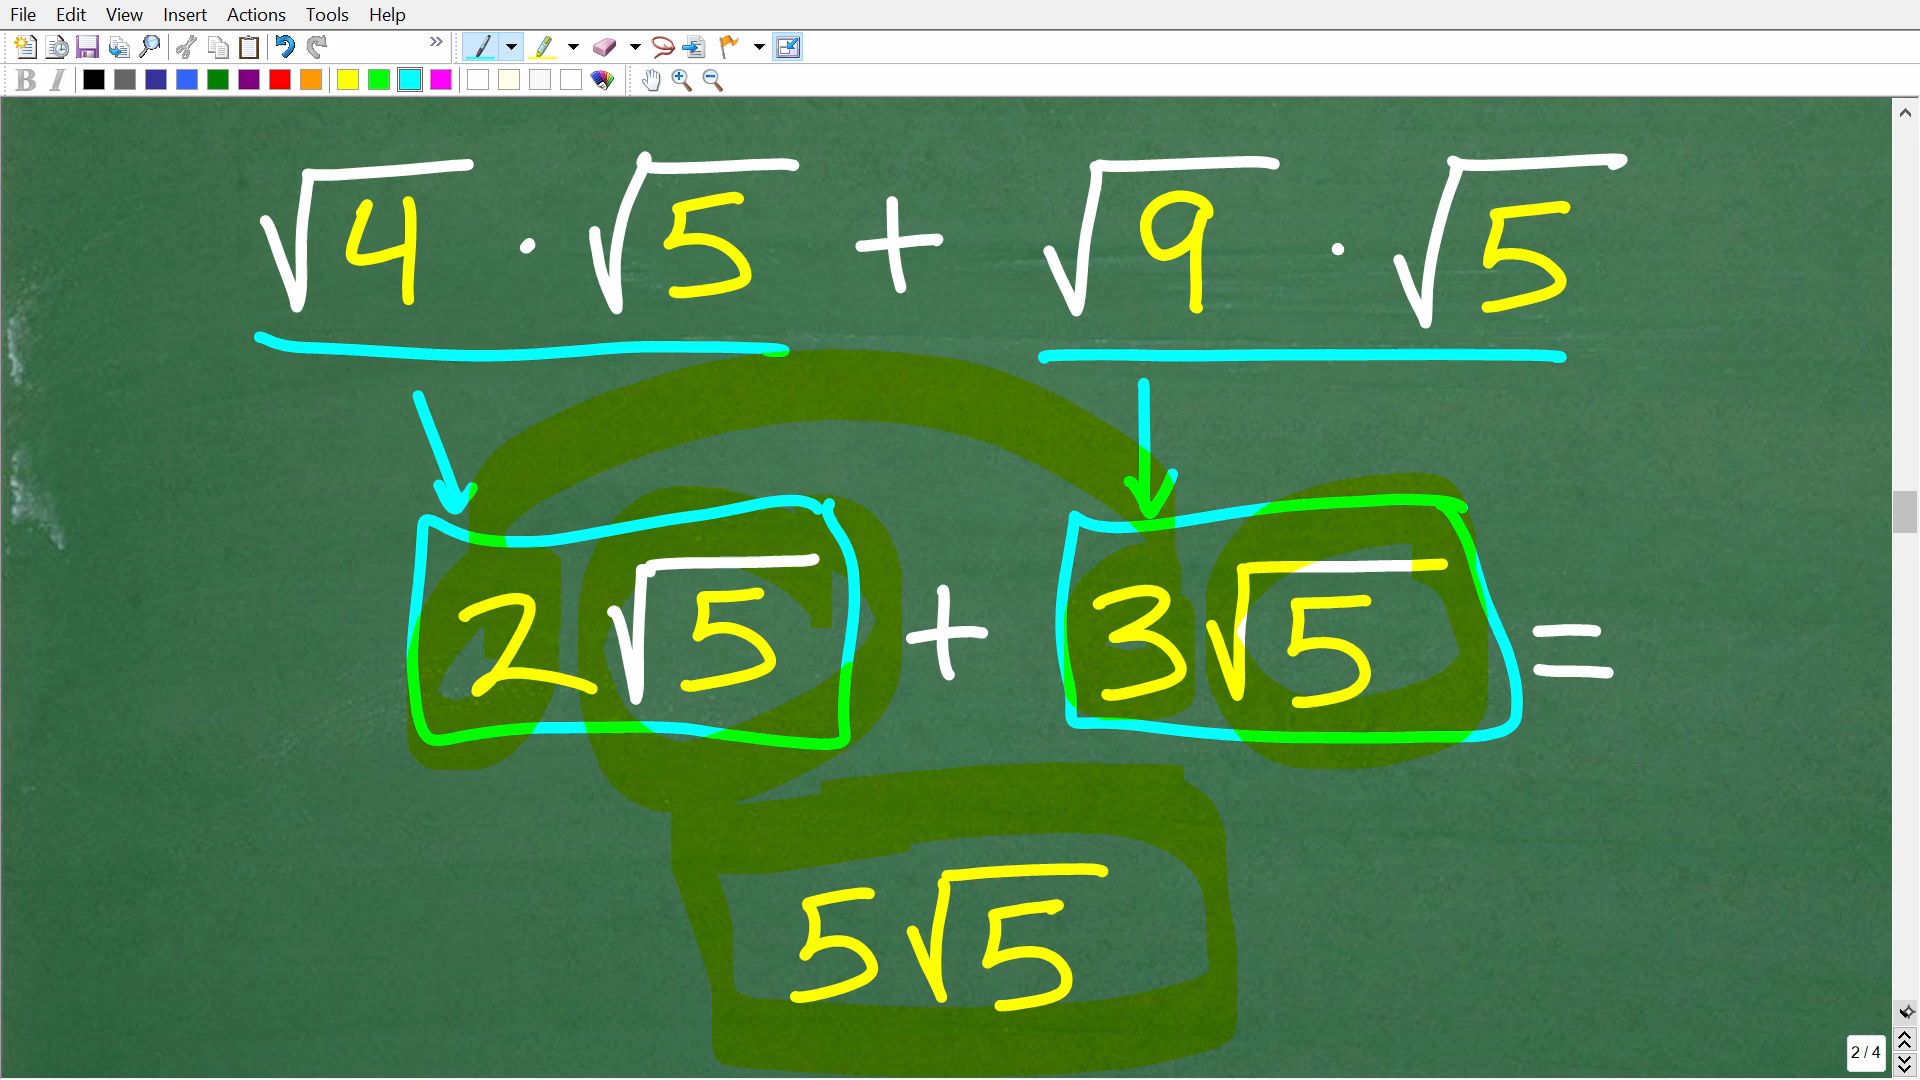 File Edit View Insert Actions Tools Help
B I
√4 · √5 + √9 · √5
2√5 + 3√5 =
5√5
2 / 4